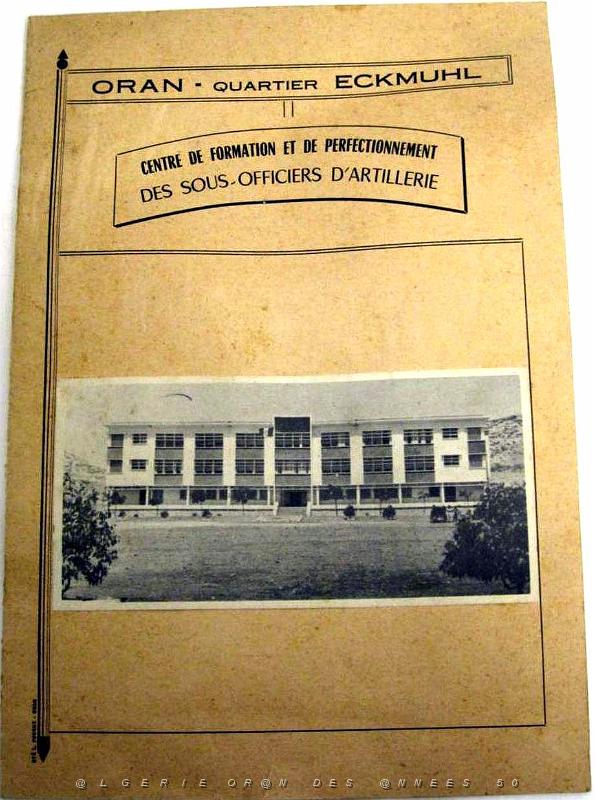 ORAN - QUARTIER ECKMUHL
CENTRE DE FORMATION ET DE PERFECTIONNEMENT
DES SOUS-OFFICIERS D'ARTILLERIE
@LGERIE OR@N DES @NNEES 50